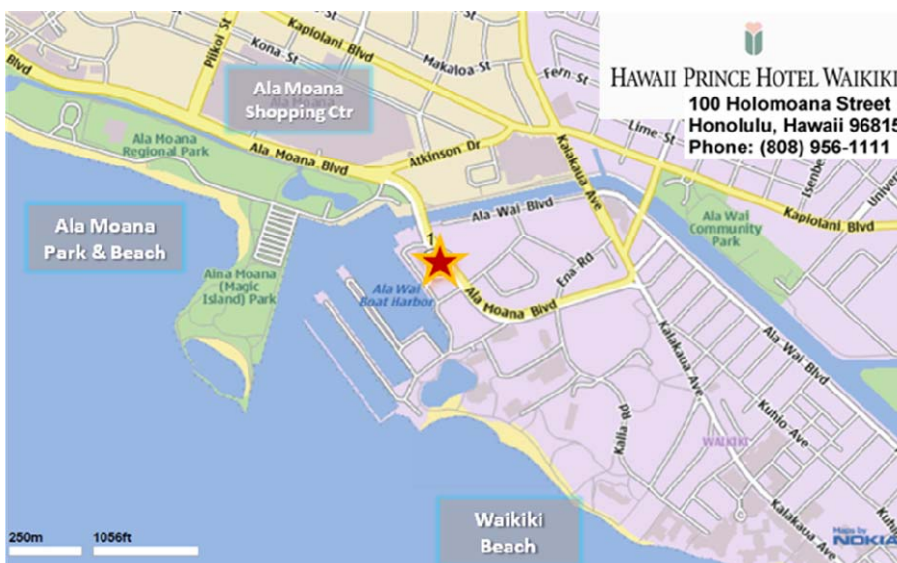 HAWAII PRINCE HOTEL WAIKIKI
100 Holomoana Street
Honolulu, Hawaii 96815
Phone: (808) 956-1111
Piikoi St
Kapiolani Blvd
Kona St
Makaloa St
Fern St
Lime St
Blvd
Ala Moana
Shopping Ctr
Ala Moana
Regional Park
Ala Moana Blvd
Atkinson Dr
Kalakaua Ave
Kapiolani Blvd
Ala Wai Blvd
Ala Wai
Community
Park
Ala Moana
Park & Beach
Aina Moana
(Magic
Island) Park
1
Ala Wai
Boat Harbor
Ena Rd
Ala Moana Blvd
Kalakaua Ave
Ala Wai Blvd
Kuhio Ave
Kalia Rd
WAIKIKI
Waikiki
Beach
Kalakaua Ave
250m
1056ft
Maps by
NOKIA